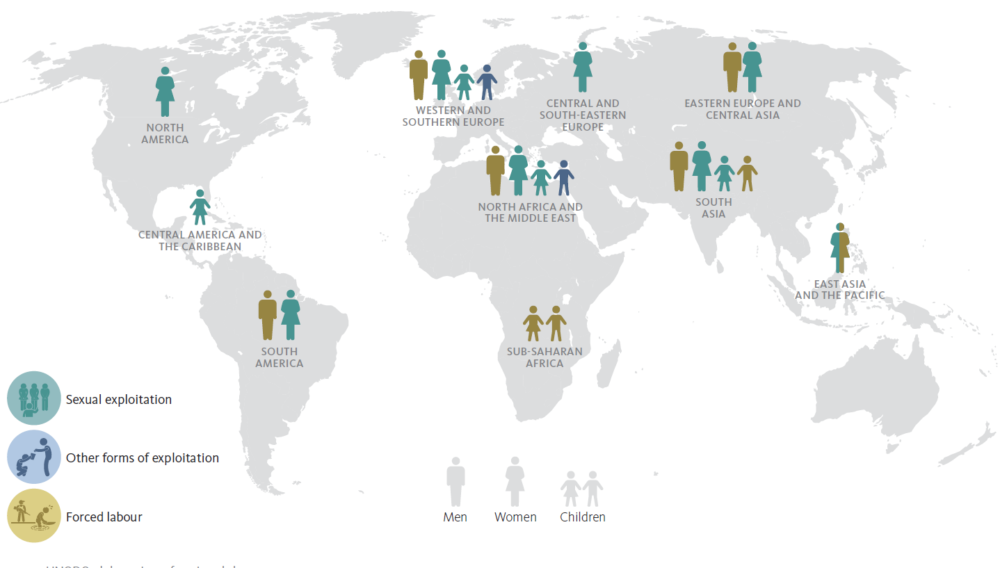 WESTERN AND
SOUTHERN EUROPE
CENTRAL AND
SOUTH-EASTERN
EUROPE
EASTERN EUROPE AND
CENTRAL ASIA
NORTH
AMERICA
NORTH AFRICA AND
THE MIDDLE EAST
SOUTH
ASIA
CENTRAL AMERICA AND
THE CARIBBEAN
EAST ASIA
AND THE PACIFIC
SOUTH
AMERICA
SUB-SAHARAN
AFRICA
Sexual exploitation
Other forms of exploitation
Forced labour
Men
Women
Children